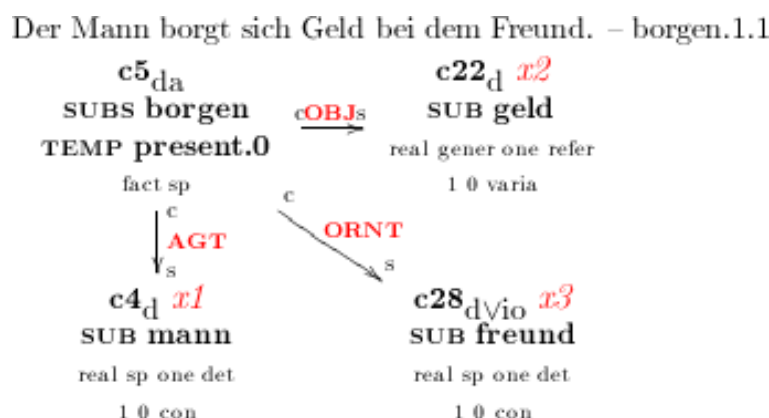 Der Mann borgt sich Geld bei dem Freund. – borgen.1.1
c5da
SUBS borgen
TEMP present.0
fact sp
cOBJs
c22d x2
SUB geld
real gener one refer
1 0 varia
c
AGT
s
c
ORNT
s
c4d x1
SUB mann
real sp one det
1 0 con
c28d∨io x3
SUB freund
real sp one det
1 0 con